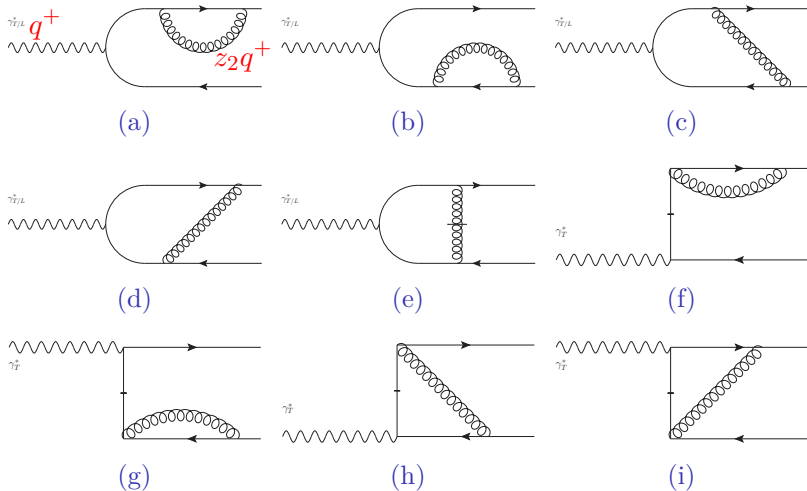 γ*T/L q+ γ*T/L γ*T/L
z₂q+
(a) (b) (c)
γ*T/L γ*T/L γ*T
(d) (e) (f)
γ*T γ*T γ*T
(g) (h) (i)